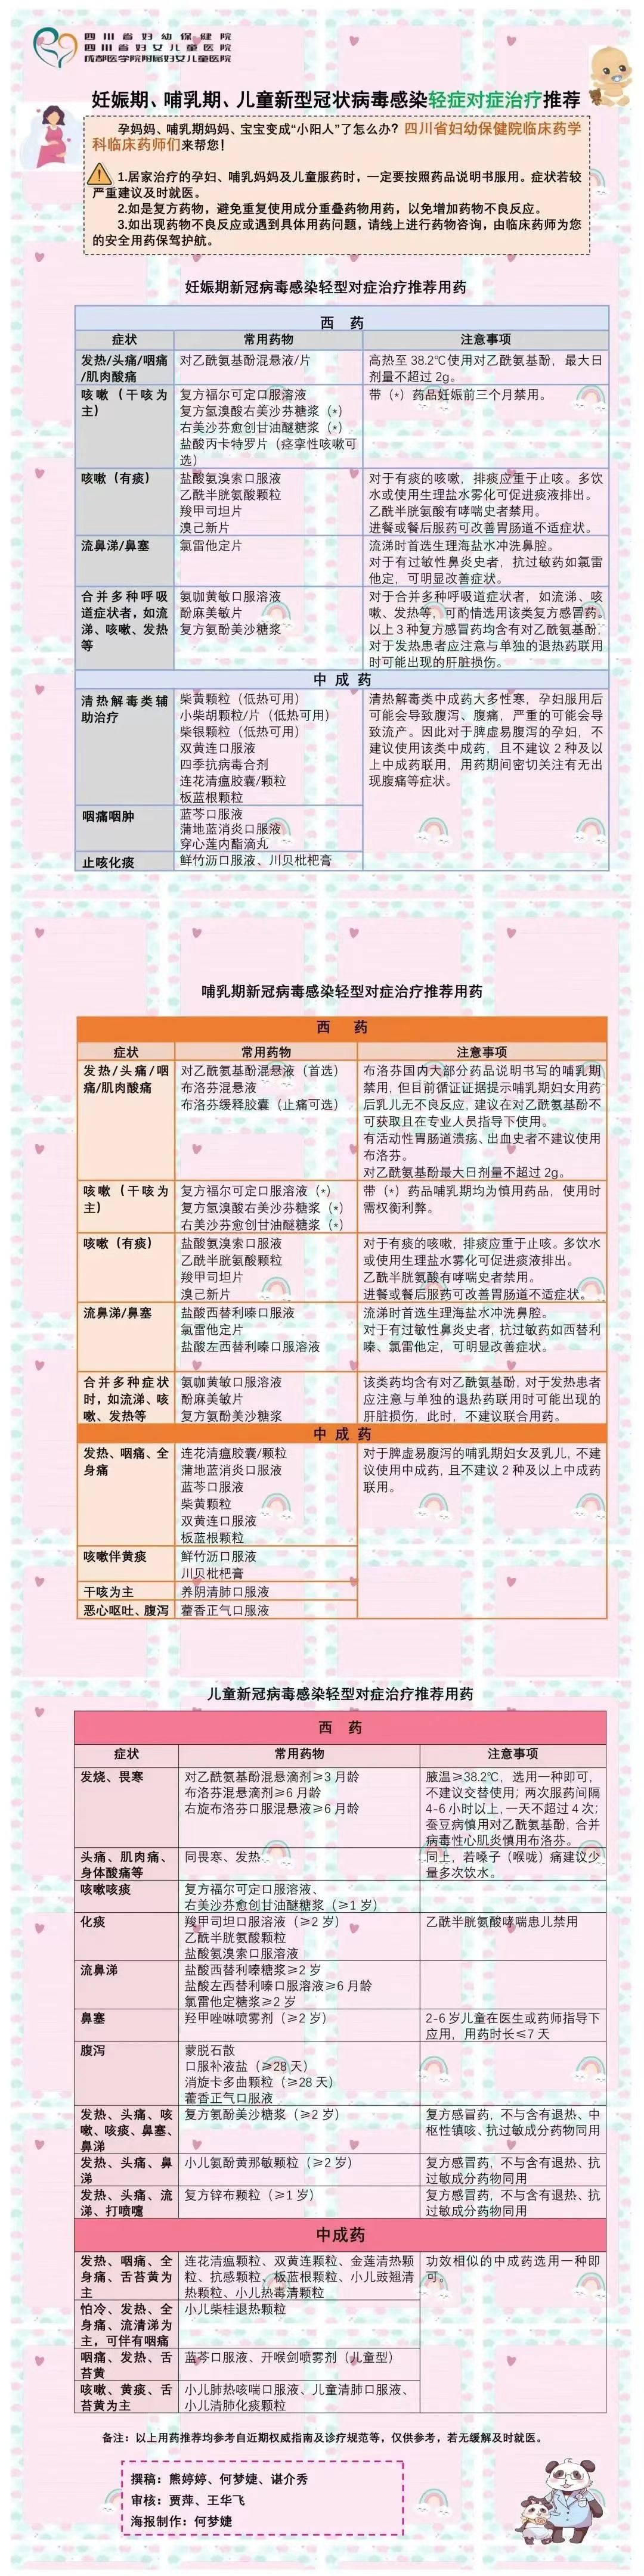 四川省妇幼保健院
四川省妇女儿童医院
成都医学院附属妇女儿童医院
妊娠期、哺乳期、儿童新型冠状病毒感染轻症对症治疗推荐
孕妈妈、哺乳期妈妈、宝宝变成“小阳人”了怎么办？四川省妇幼保健院临床药学
科临床药师们来帮您！
1.居家治疗的孕妇、哺乳妈妈及儿童服药时，一定要按照药品说明书服用。症状若较
严重建议及时就医。
2.如是复方药物，避免重复使用成分重叠药物用药，以免增加药物不良反应。
3.如出现药物不良反应或遇到具体用药问题，请线上进行药物咨询，由临床药师为您
的安全用药保驾护航。
妊娠期新冠病毒感染轻型对症治疗推荐用药
西 药
症状 常用药物 注意事项
发热/头痛/咽痛 对乙酰氨基酚混悬液/片 高热至 38.2℃使用对乙酰氨基酚，最大日
/肌肉酸痛 剂量不超过 2g。
咳嗽（干咳为 复方福尔可定口服溶液 带（*）药品妊娠前三个月禁用。
主） 复方氢溴酸右美沙芬糖浆（*）
右美沙芬愈创甘油醚糖浆（*）
盐酸丙卡特罗片（痉挛性咳嗽可
选）
咳嗽（有痰） 盐酸氨溴索口服液 对于有痰的咳嗽，排痰应重于止咳。多饮
乙酰半胱氨酸颗粒 水或使用生理盐水雾化可促进痰液排出。
羧甲司坦片 乙酰半胱氨酸有哮喘史者禁用。
溴己新片 进餐或餐后服药可改善胃肠道不适症状。
流鼻涕/鼻塞 氯雷他定片 流涕时首选生理海盐水冲洗鼻腔。
对于有过敏性鼻炎史者，抗过敏药如氯雷
他定，可明显改善症状。
合并多种呼吸 氨咖黄敏口服溶液 对于合并多种呼吸道症状者，如流涕、咳
道症状者，如流 酚麻美敏片 嗽、发热等，可酌情选用该类复方感冒药。
涕、咳嗽、发热 复方氨酚美沙糖浆 以上 3 种复方感冒药均含有对乙酰氨基酚，
等 对于发热患者应注意与单独的退热药联用
时可能出现的肝脏损伤。
中 成 药
清热解毒类辅 柴黄颗粒（低热可用） 清热解毒类中成药大多性寒，孕妇服用后
助治疗 小柴胡颗粒/片（低热可用） 可能会导致腹泻、腹痛，严重的可能会导
柴银颗粒（低热可用） 致流产。因此对于脾虚易腹泻的孕妇，不
双黄连口服液 建议使用该类中成药，且不建议 2 种及以
四季抗病毒合剂 上中成药联用，用药期间密切关注有无出
连花清瘟胶囊/颗粒 现腹痛等症状。
板蓝根颗粒
咽痛咽肿 蓝芩口服液
蒲地蓝消炎口服液
穿心莲内酯滴丸
止咳化痰 鲜竹沥口服液、川贝枇杷膏
哺乳期新冠病毒感染轻型对症治疗推荐用药
西 药
症状 常用药物 注意事项
发热/头痛/咽 对乙酰氨基酚混悬液（首选） 布洛芬国内大部分药品说明书写的哺乳期
痛/肌肉酸痛 布洛芬混悬液 禁用，但目前循证证据提示哺乳期妇女用药
布洛芬缓释胶囊（止痛可选） 后乳儿无不良反应，建议在对乙酰氨基酚不
可获取且在专业人员指导下使用。
有活动性胃肠道溃疡、出血史者不建议使用
布洛芬。
对乙酰氨基酚最大日剂量不超过 2g。
咳嗽（干咳为 复方福尔可定口服溶液（*） 带（*）药品哺乳期均为慎用药品，使用时
主） 复方氢溴酸右美沙芬糖浆（*） 需权衡利弊。
右美沙芬愈创甘油醚糖浆（*）
咳嗽（有痰） 盐酸氨溴索口服液 对于有痰的咳嗽，排痰应重于止咳。多饮水
乙酰半胱氨酸颗粒 或使用生理盐水雾化可促进痰液排出。
羧甲司坦片 乙酰半胱氨酸有哮喘史者禁用。
溴己新片 进餐或餐后服药可改善胃肠道不适症状。
流鼻涕/鼻塞 盐酸西替利嗪口服液 流涕时首选生理海盐水冲洗鼻腔。
氯雷他定片 对于有过敏性鼻炎史者，抗过敏药如西替利
盐酸左西替利嗪口服溶液 嗪、氯雷他定，可明显改善症状。
合并多种症状 氨咖黄敏口服溶液 该类药均含有对乙酰氨基酚，对于发热患者
时，如流涕、咳 酚麻美敏片 应注意与单独的退热药联用时可能出现的
嗽、发热等 复方氨酚美沙糖浆 肝脏损伤，此时，不建议联合用药。
中 成 药
发热、咽痛、全 连花清瘟胶囊/颗粒 对于脾虚易腹泻的哺乳期妇女及乳儿，不建
身痛 蒲地蓝消炎口服液 议使用中成药，且不建议 2 种及以上中成药
蓝芩口服液 联用。
柴黄颗粒
双黄连口服液
板蓝根颗粒
咳嗽伴黄痰 鲜竹沥口服液
川贝枇杷膏
干咳为主 养阴清肺口服液
恶心呕吐、腹泻 藿香正气口服液
儿童新冠病毒感染轻型对症治疗推荐用药
西 药
症状 常用药物 注意事项
发烧、畏寒 对乙酰氨基酚混悬滴剂≥3 月龄 腋温≥38.2℃，选用一种即可，
布洛芬混悬滴剂≥6 月龄 不建议交替使用；两次服药间隔
右旋布洛芬口服混悬液≥6 月龄 4-6 小时以上，一天不超过 4 次；
蚕豆病慎用对乙酰氨基酚，合并
病毒性心肌炎慎用布洛芬。
头痛、肌肉痛、 同畏寒、发热 同上，若嗓子（喉咙）痛建议少
身体酸痛等 量多次饮水。
咳嗽咳痰 复方福尔可定口服溶液、
右美沙芬愈创甘油醚糖浆（≥1 岁）
化痰 羧甲司坦口服溶液（≥2 岁） 乙酰半胱氨酸哮喘患儿禁用
乙酰半胱氨酸颗粒
盐酸氨溴索口服溶液
流鼻涕 盐酸西替利嗪糖浆≥2 岁
盐酸左西替利嗪口服溶液≥6 月龄
氯雷他定糖浆≥2 岁
鼻塞 羟甲唑啉喷雾剂（≥2 岁） 2-6 岁儿童在医生或药师指导下
应用，用药时长≤7 天
腹泻 蒙脱石散
口服补液盐（≥28 天）
消旋卡多曲颗粒（≥28 天）
藿香正气口服液
发热、头痛、咳 复方氨酚美沙糖浆（≥2 岁） 复方感冒药，不与含有退热、中
嗽、咳痰、鼻塞、 枢性镇咳、抗过敏成分药物同用
鼻涕
发热、头痛、鼻 小儿氨酚黄那敏颗粒（≥2 岁） 复方感冒药，不与含有退热、抗
涕 过敏成分药物同用
发热、头痛、流 复方锌布颗粒（≥1 岁） 复方感冒药，不与含有退热、抗
涕、打喷嚏 过敏成分药物同用
中成药
发热、咽痛、全 连花清瘟颗粒、双黄连颗粒、金莲清热颗 功效相似的中成药选用一种即
身痛、舌苔黄为 粒、抗感颗粒、板蓝根颗粒、小儿豉翘清 可。
主 热颗粒、小儿热毒清颗粒
怕冷、发热、全 小儿柴桂退热颗粒
身痛、流清涕为
主，可伴有咽痛
咽痛、发热、舌 蓝芩口服液、开喉剑喷雾剂（儿童型）
苔黄
咳嗽、黄痰、舌 小儿肺热咳喘口服液、儿童清肺口服液、
苔黄为主 小儿清肺化痰颗粒
备注：以上用药推荐均参考自近期权威指南及诊疗规范等，仅供参考，若无缓解及时就医。
撰稿：熊婷婷、何梦婕、谌介秀
审核：贾萍、王华飞
海报制作：何梦婕